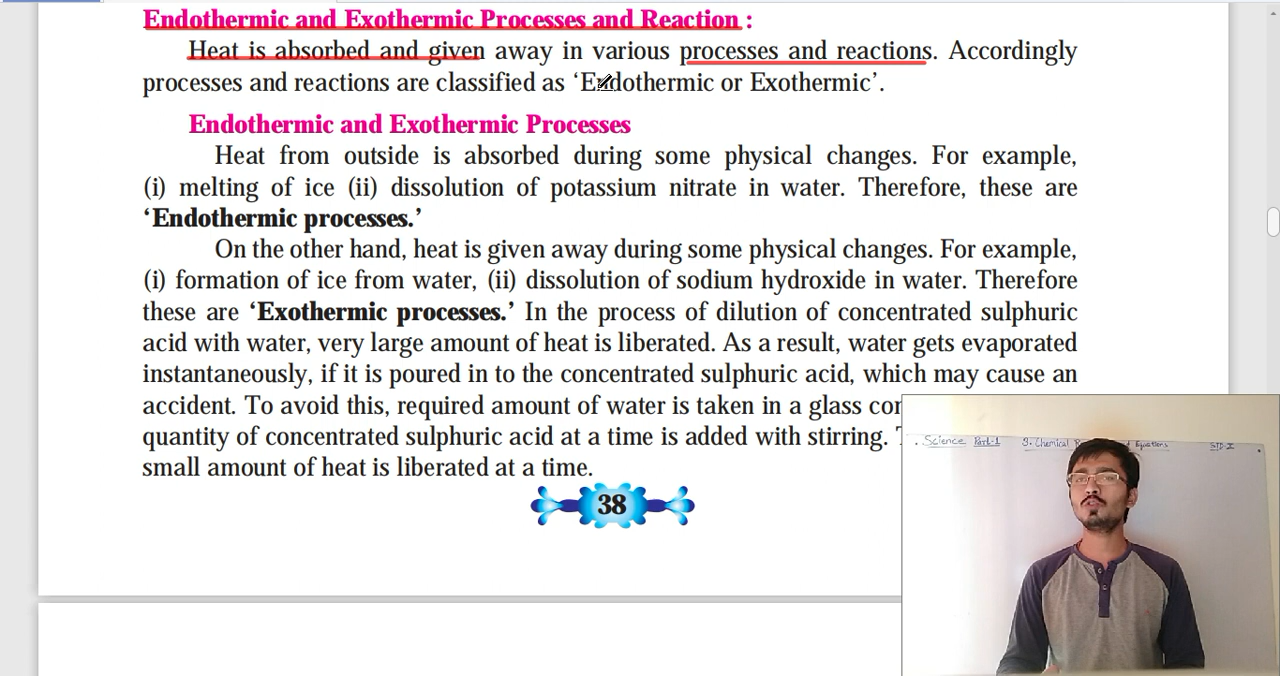 Endothermic and Exothermic Processes and Reaction :
Heat is absorbed and given away in various processes and reactions. Accordingly
processes and reactions are classified as ‘Endothermic or Exothermic’.
Endothermic and Exothermic Processes
Heat from outside is absorbed during some physical changes. For example,
(i) melting of ice (ii) dissolution of potassium nitrate in water. Therefore, these are
‘Endothermic processes.’
On the other hand, heat is given away during some physical changes. For example,
(i) formation of ice from water, (ii) dissolution of sodium hydroxide in water. Therefore
these are ‘Exothermic processes.’ In the process of dilution of concentrated sulphuric
acid with water, very large amount of heat is liberated. As a result, water gets evaporated
instantaneously, if it is poured in to the concentrated sulphuric acid, which may cause an
accident. To avoid this, required amount of water is taken in a glass
quantity of concentrated sulphuric acid at a time is added with stirring.
small amount of heat is liberated at a time.
38
Science Part-1 3. Chemical Equations STD-X